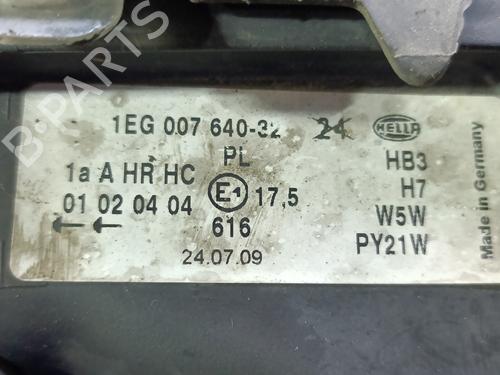 1EG 007 640-32 24 HELLA
PL
1a A HR HC
01 02 04 04
E1 17,5
616
24.07.09
HB3
H7
W5W
PY21W
Made in Germany